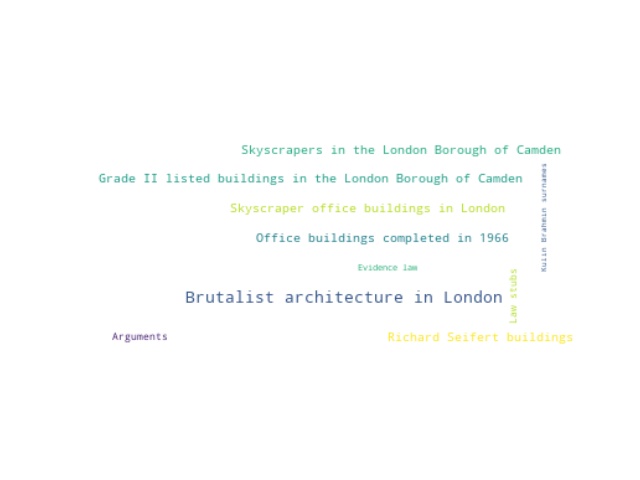 Skyscrapers in the London Borough of Camden
Grade II listed buildings in the London Borough of Camden
Kulin Brahmin surnames
Skyscraper office buildings in London
Office buildings completed in 1966
Evidence law
Law stubs
Brutalist architecture in London
Arguments
Richard Seifert buildings